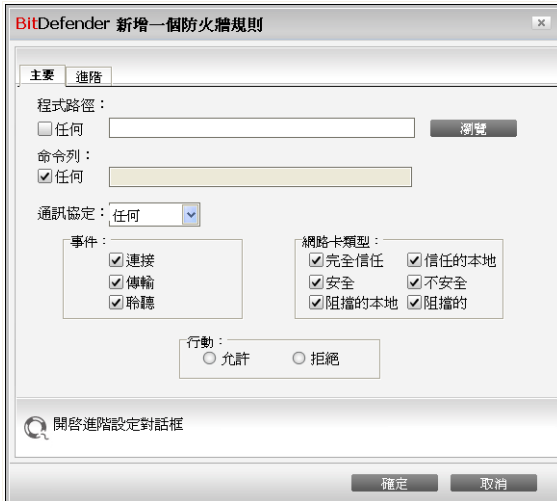 BitDefender 新增一個防火牆規則
主要 進階
程式路徑：
任何 瀏覽
命令列：
任何
通訊協定： 任何
事件： 網路卡類型：
連接 完全信任 信任的本地
傳輸 安全 不安全
聆聽 阻擋的本地 阻擋的
行動：
允許 拒絕
開啓進階設定對話框
確定 取消